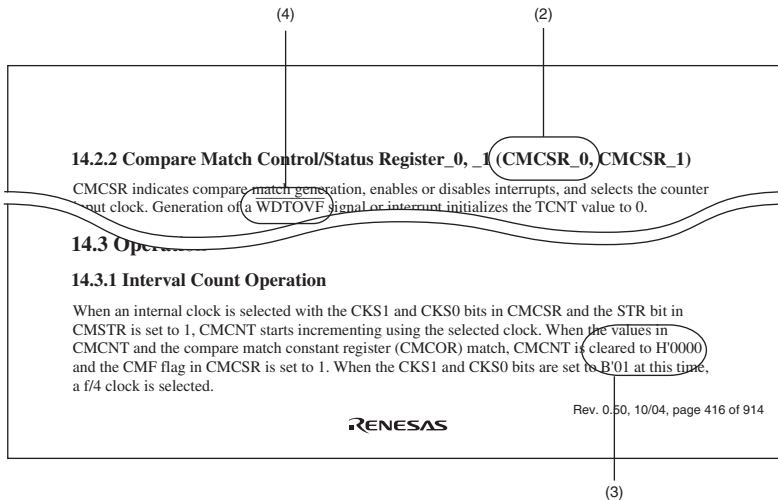 (4) (2)
14.2.2 Compare Match Control/Status Register_0, _1 (CMCSR_0, CMCSR_1)
CMCSR indicates compare match generation, enables or disables interrupts, and selects the counter
input clock. Generation of a WDTOVF signal or interrupt initializes the TCNT value to 0.
14.3 Operation
14.3.1 Interval Count Operation
When an internal clock is selected with the CKS1 and CKS0 bits in CMCSR and the STR bit in
CMSTR is set to 1, CMCNT starts incrementing using the selected clock. When the values in
CMCNT and the compare match constant register (CMCOR) match, CMCNT is cleared to H'0000
and the CMF flag in CMCSR is set to 1. When the CKS1 and CKS0 bits are set to B'01 at this time,
a f/4 clock is selected.
Rev. 0.50, 10/04, page 416 of 914
RENESAS
(3)